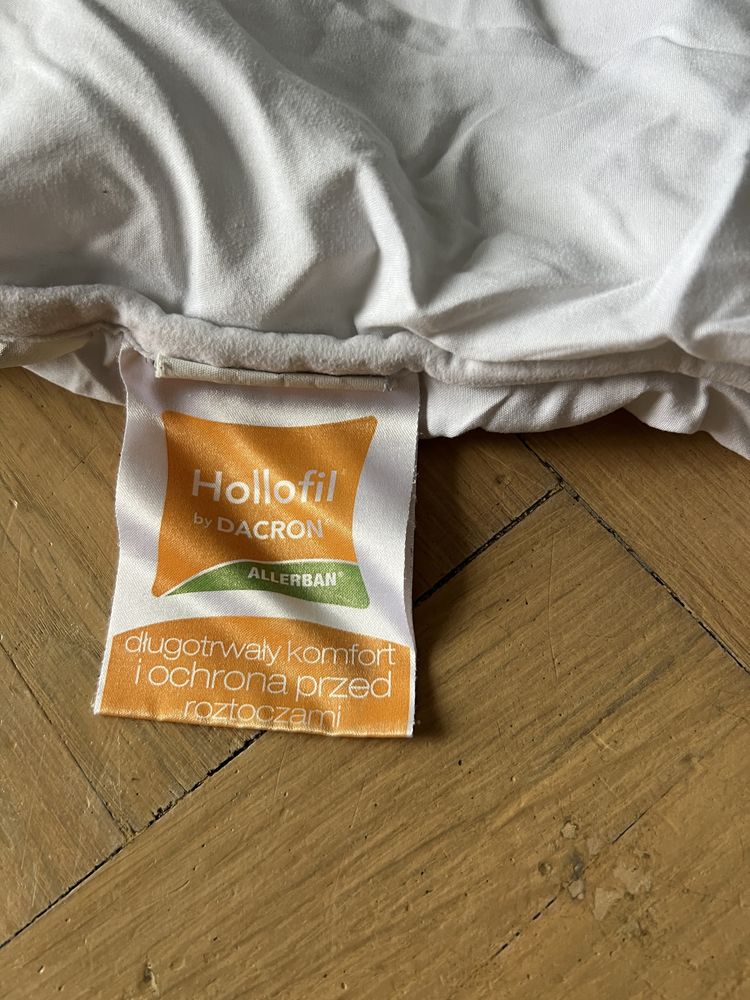 Hollofil®
by DACRON®
ALLERBAN®
długotrwały komfort
i ochrona przed
roztoczami